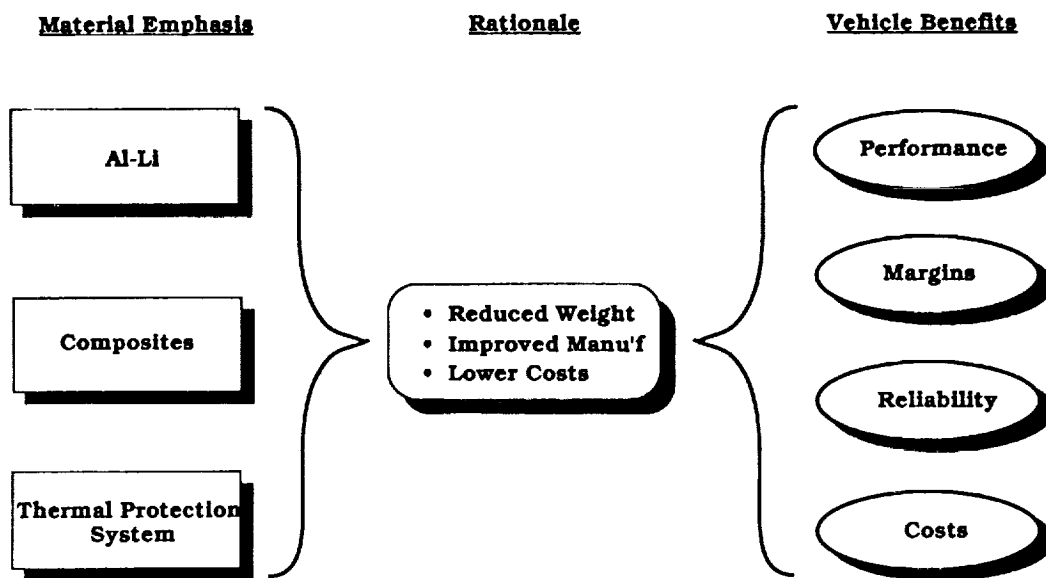 Material Emphasis
Rationale
Vehicle Benefits
Al-Li
Composites
Thermal Protection
System
• Reduced Weight
• Improved Manu'f
• Lower Costs
Performance
Margins
Reliability
Costs